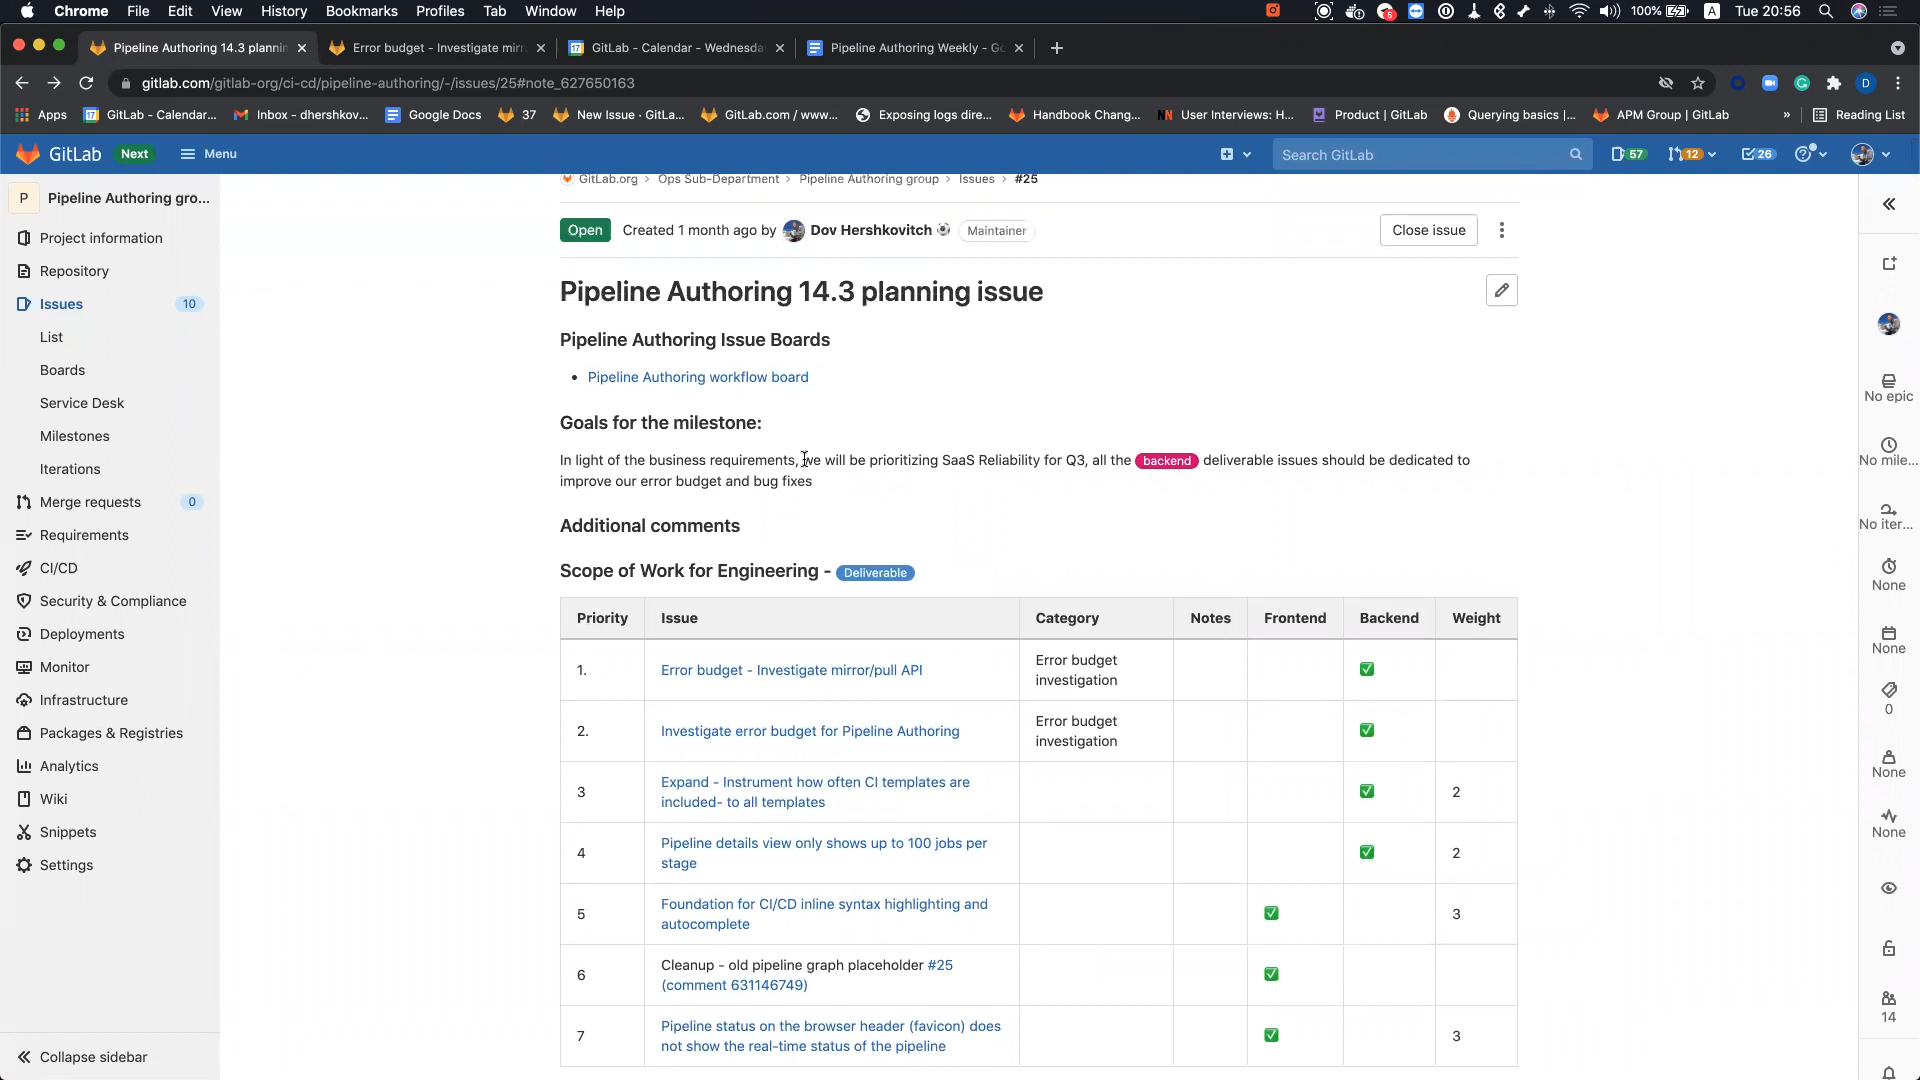 Chrome File Edit View History Bookmarks Profiles Tab Window Help 5 100% A Tue 20:56
Pipeline Authoring 14.3 plannin Error budget - Investigate mirr GitLab - Calendar - Wednesda Pipeline Authoring Weekly - Go
gitlab.com/gitlab-org/ci-cd/pipeline-authoring/-/issues/25#note_627650163 D
Apps GitLab - Calendar... Inbox - dhershkov... Google Docs 37 New Issue · GitLa... GitLab.com / www... Exposing logs dire... Handbook Chang... User Interviews: H... Product | GitLab Querying basics |... APM Group | GitLab » Reading List
GitLab Next Menu Search GitLab 57 12 26
P Pipeline Authoring gro...
Project information
Repository
Issues 10
List
Boards
Service Desk
Milestones
Iterations
Merge requests 0
Requirements
CI/CD
Security & Compliance
Deployments
Monitor
Infrastructure
Packages & Registries
Analytics
Wiki
Snippets
Settings
Collapse sidebar
GitLab.org > Ops Sub-Department > Pipeline Authoring group > Issues > #25
Open Created 1 month ago by Dov Hershkovitch Maintainer Close issue
Pipeline Authoring 14.3 planning issue
Pipeline Authoring Issue Boards
• Pipeline Authoring workflow board
Goals for the milestone:
In light of the business requirements, we will be prioritizing SaaS Reliability for Q3, all the backend deliverable issues should be dedicated to
improve our error budget and bug fixes
Additional comments
Scope of Work for Engineering - Deliverable
Priority Issue Category Notes Frontend Backend Weight
1. Error budget - Investigate mirror/pull API Error budget
investigation
2. Investigate error budget for Pipeline Authoring Error budget
investigation
3 Expand - Instrument how often CI templates are
included- to all templates 2
4 Pipeline details view only shows up to 100 jobs per
stage 2
5 Foundation for CI/CD inline syntax highlighting and
autocomplete 3
6 Cleanup - old pipeline graph placeholder #25
(comment 631146749)
7 Pipeline status on the browser header (favicon) does
not show the real-time status of the pipeline 3
No epic
No mile...
No iter...
None
None
0
None
None
14